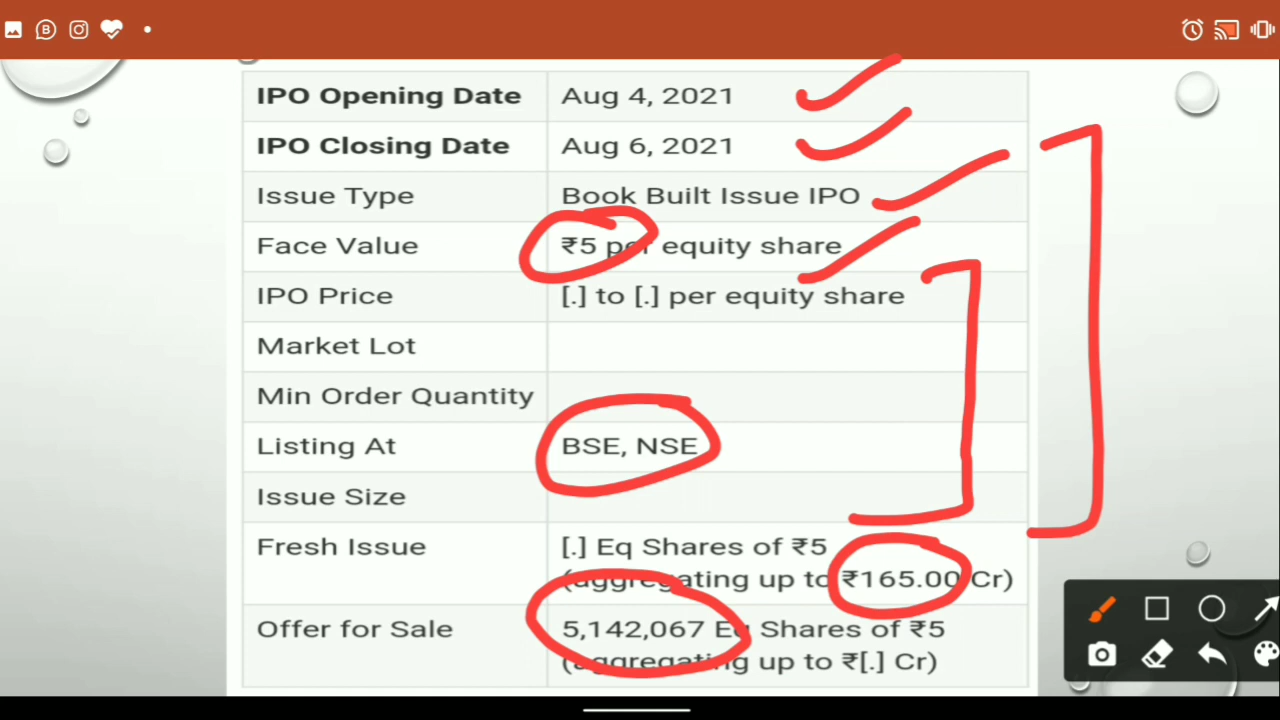 IPO Opening Date Aug 4, 2021
IPO Closing Date Aug 6, 2021
Issue Type Book Built Issue IPO
Face Value ₹5 per equity share
IPO Price [.] to [.] per equity share
Market Lot
Min Order Quantity
Listing At BSE, NSE
Issue Size
Fresh Issue [.] Eq Shares of ₹5
(aggregating up to ₹165.00 Cr)
Offer for Sale 5,142,067 Eq Shares of ₹5
(aggregating up to ₹[.] Cr)